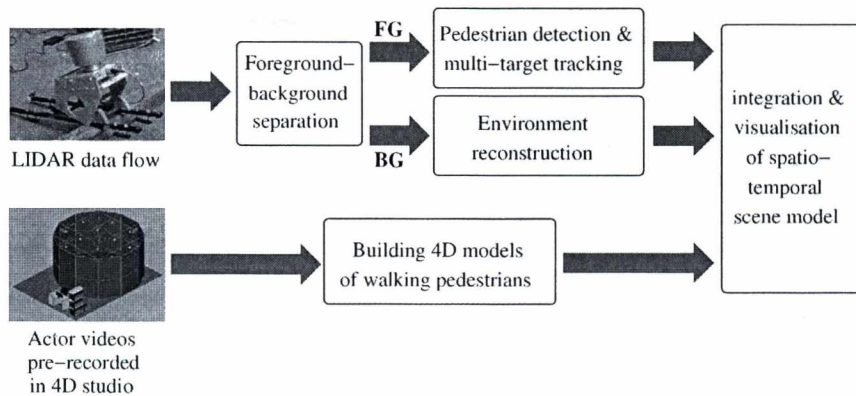 LIDAR data flow
Foreground−
background
separation
FG
BG
Pedestrian detection &
multi−target tracking
Environment
reconstruction
integration &
visualisation
of spatio−
temporal
scene model
Actor videos
pre−recorded
in 4D studio
Building 4D models
of walking pedestrians